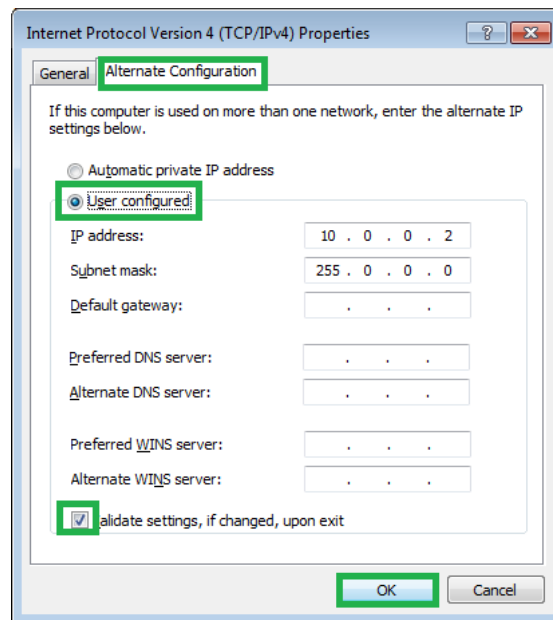 Internet Protocol Version 4 (TCP/IPv4) Properties
?
General
Alternate Configuration
If this computer is used on more than one network, enter the alternate IP
settings below.
Automatic private IP address
User configured
IP address: 10 . 0 . 0 . 2
Subnet mask: 255 . 0 . 0 . 0
Default gateway: . . .
Preferred DNS server: . . .
Alternate DNS server: . . .
Preferred WINS server: . . .
Alternate WINS server: . . .
alidate settings, if changed, upon exit
OK
Cancel